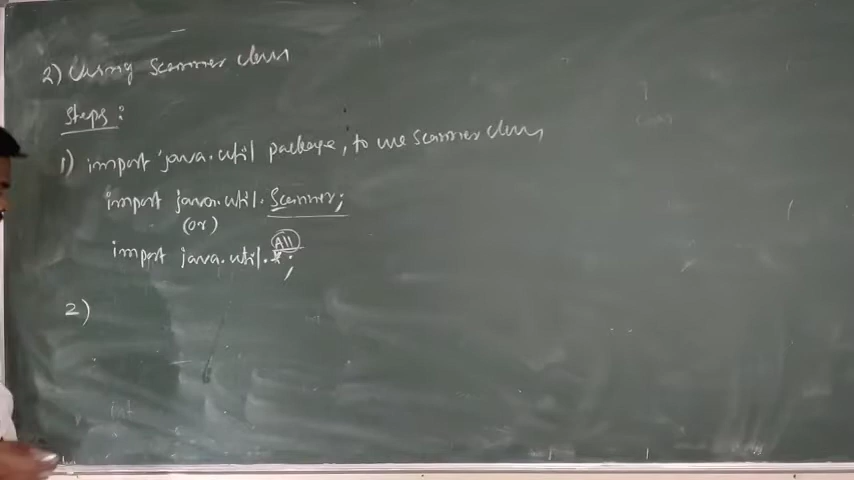 2) Using Scanner class
Steps:
1) import java.util package, to use Scanner class,
import java.util.Scanner;
(or)
All
import java.util.*;
2)
int